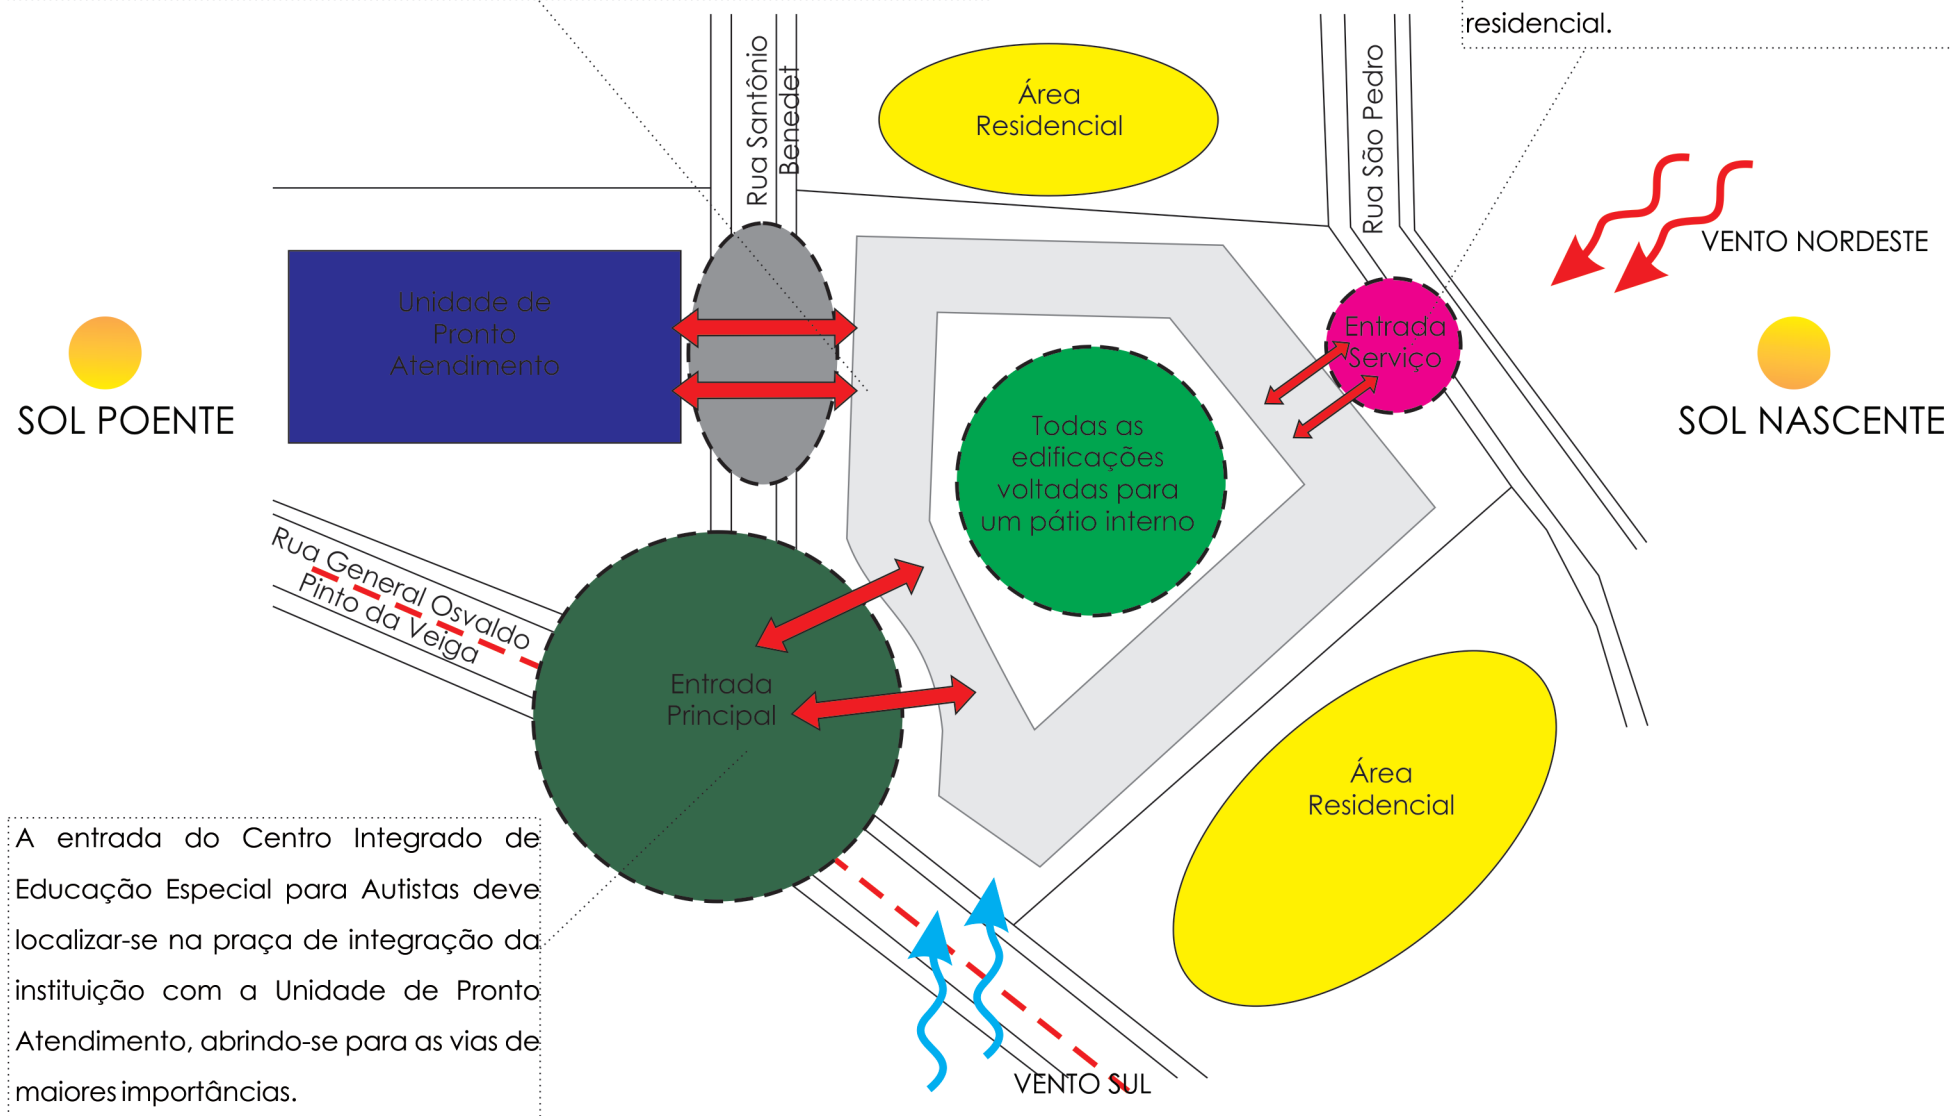 residencial.
Rua Santônio
Benedet
Área
Residencial
Rua São Pedro
VENTO NORDESTE
Unidade de
Pronto
Atendimento
Entrada
Serviço
SOL POENTE
SOL NASCENTE
Todas as
edificações
voltadas para
um pátio interno
Rua General Osvaldo
Pinto da Veiga
Entrada
Principal
Área
Residencial
A entrada do Centro Integrado de
Educação Especial para Autistas deve
localizar-se na praça de integração da
instituição com a Unidade de Pronto
Atendimento, abrindo-se para as vias de
maiores importâncias.
VENTO SUL